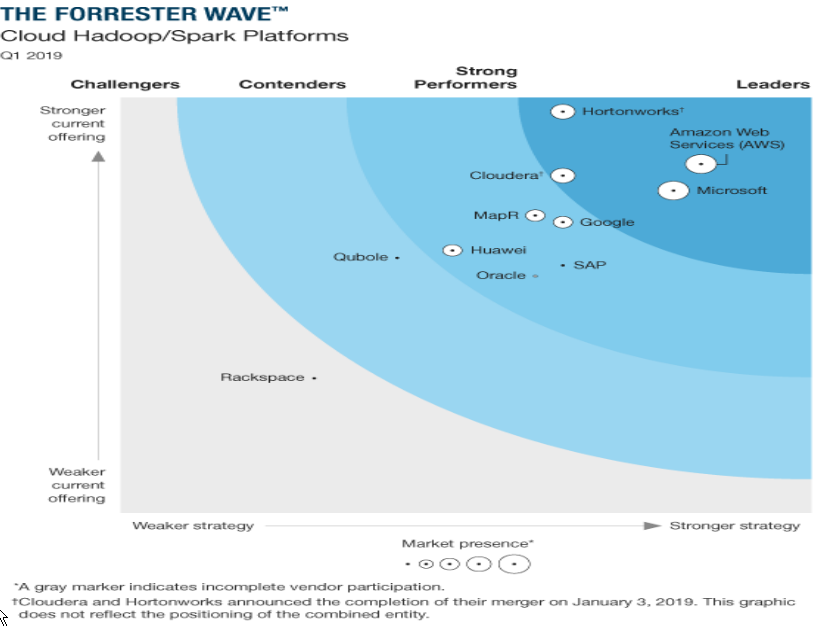 THE FORRESTER WAVE™
Cloud Hadoop/Spark Platforms
Q1 2019
Challengers
Contenders
Strong
Performers
Leaders
Stronger
current
offering
Hortonworks†
Amazon Web
Services (AWS)
Cloudera†
Microsoft
MapR
Google
Qubole
Huawei
SAP
Oracle
Rackspace
Weaker
current
offering
Weaker strategy
Stronger strategy
Market presence*
*A gray marker indicates incomplete vendor participation.
†Cloudera and Hortonworks announced the completion of their merger on January 3, 2019. This graphic
does not reflect the positioning of the combined entity.